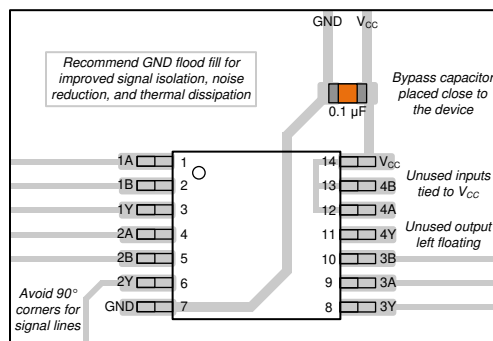 GND VCC
Recommend GND flood fill for
improved signal isolation, noise
reduction, and thermal dissipation
Bypass capacitor
placed close to
the device
0.1 µF
1A 1 14 VCC
1B 2 13 4B
Unused inputs
tied to VCC
1Y 3 12 4A
2A 4 11 4Y
Unused output
left floating
2B 5 10 3B
2Y 6 9 3A
Avoid 90°
corners for
signal lines
GND 7 8 3Y